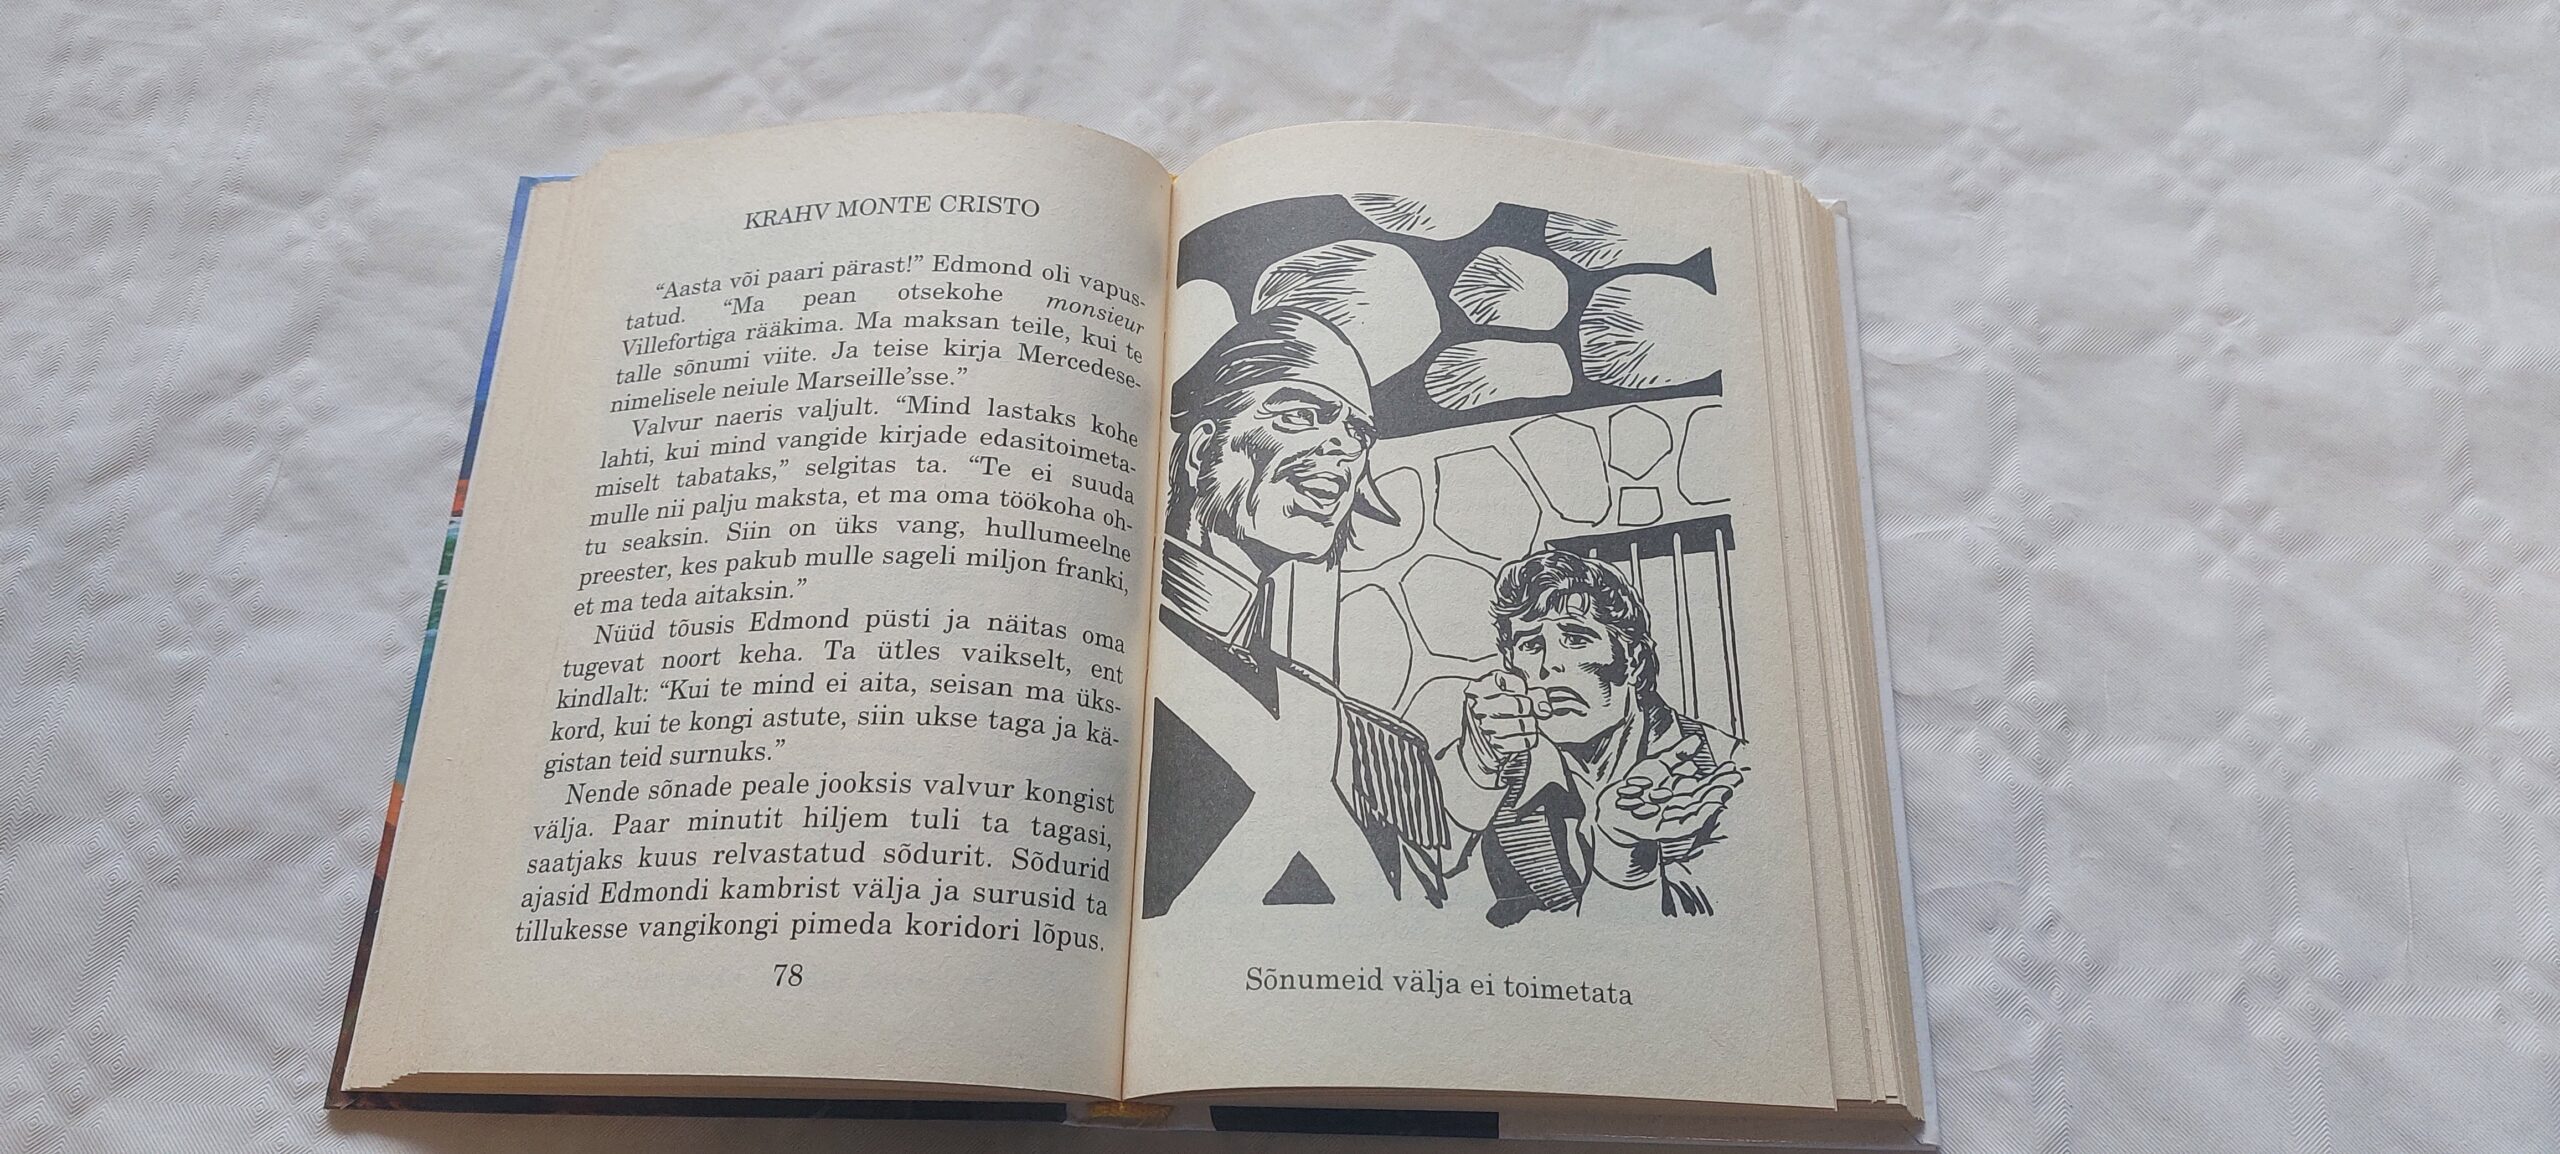 KRAHV MONTE CRISTO
“Aasta või paari pärast!” Edmond oli vapus-
tatud. “Ma pean otsekohe monsieur
Villefortiga rääkima. Ma maksan teile, kui te
talle sõnumi viite. Ja teise kirja Mercedese-
nimelisele neiule Marseille’sse.”
Valvur naeris valjult. “Mind lastaks kohe
lahti, kui mind vangide kirjade edasitoimeta-
miselt tabataks,” selgitas ta. “Te ei suuda
mulle nii palju maksta, et ma oma töökoha oh-
tu seaksin. Siin on üks vang, hullumeelne
preester, kes pakub mulle sageli miljon franki,
et ma teda aitaksin.”
Nüüd tõusis Edmond püsti ja näitas oma
tugevat noort keha. Ta ütles vaikselt, ent
kindlalt: “Kui te mind ei aita, seisan ma üks-
kord, kui te kongi astute, siin ukse taga ja kä-
gistan teid surnuks.”
Nende sõnade peale jooksis valvur kongist
välja. Paar minutit hiljem tuli ta tagasi,
saatjaks kuus relvastatud sõdurit. Sõdurid
ajasid Edmondi kambrist välja ja surusid ta
tillukesse vangikongi pimeda koridori lõpus.
78
Sõnumeid välja ei toimetata